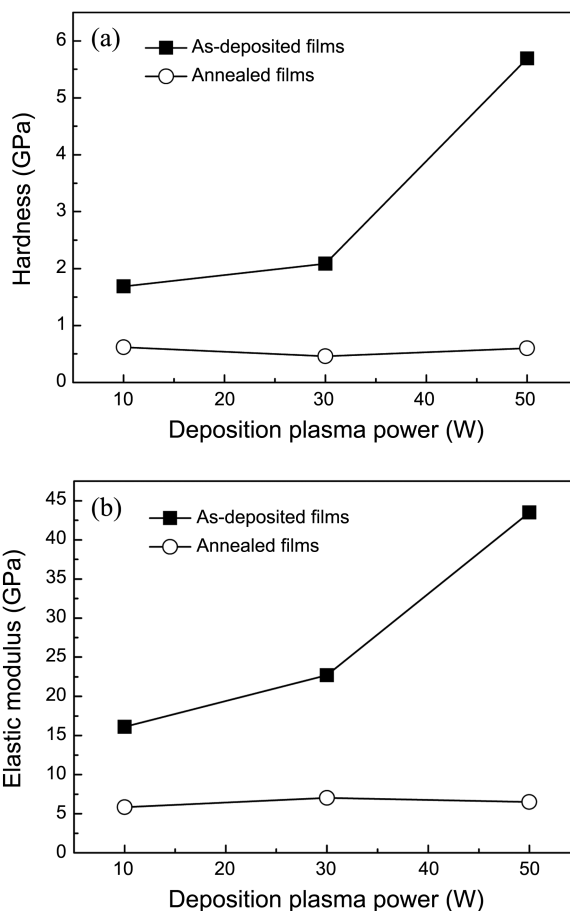 (a)
As-deposited films
Annealed films
6
5
4
3
2
1
0
Hardness (GPa)
10 20 30 40 50
Deposition plasma power (W)
(b)
As-deposited films
Annealed films
45
40
35
30
25
20
15
10
5
0
Elastic modulus (GPa)
10 20 30 40 50
Deposition plasma power (W)